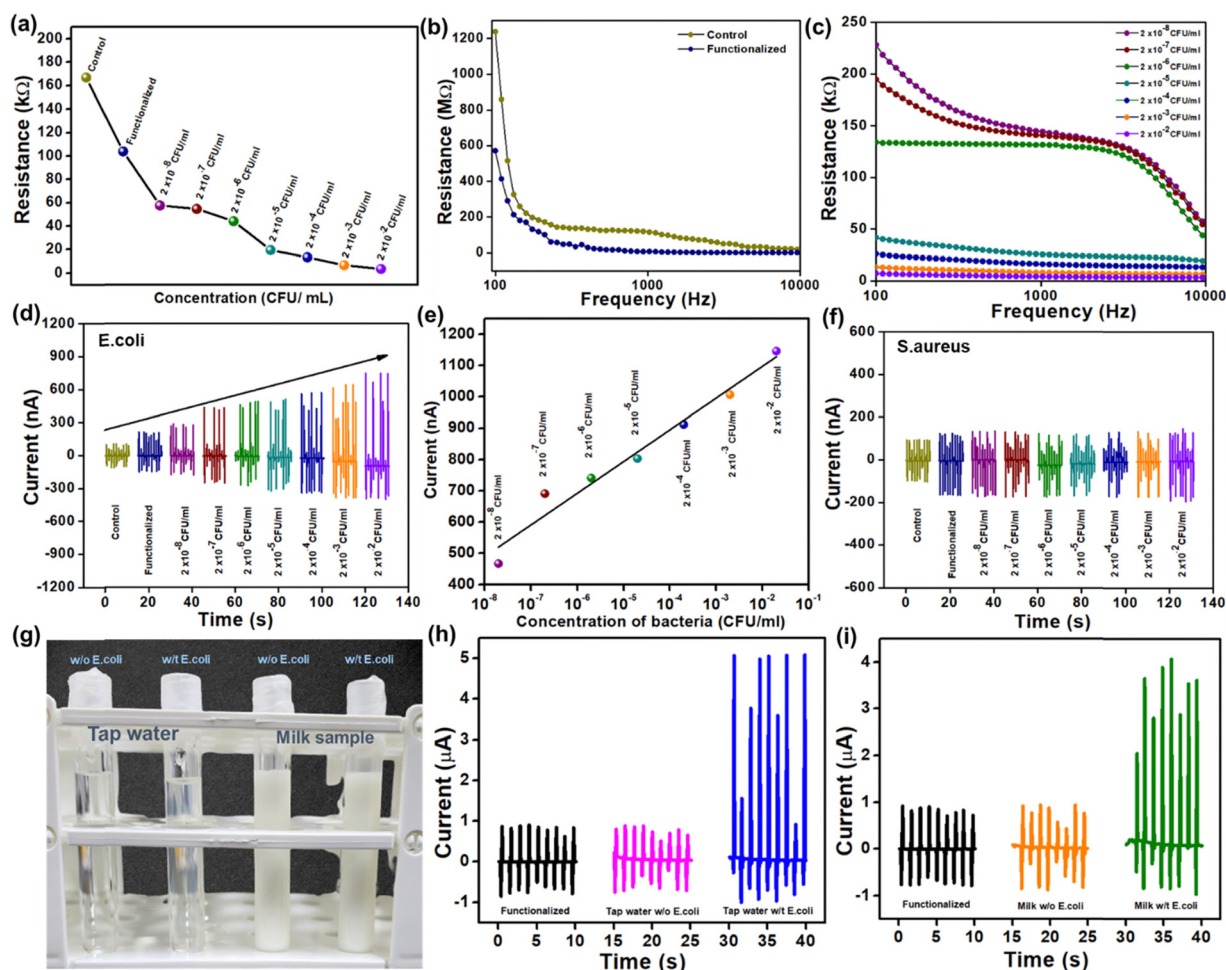 (a)
200
180
160
140
120
100
80
60
40
20
0
Resistance (kΩ)
Control
Functionalized
2 x10⁻⁸ CFU/ml
2 x10⁻⁷ CFU/ml
2 x10⁻⁶ CFU/ml
2 x10⁻⁵ CFU/ml
2 x10⁻⁴ CFU/ml
2 x10⁻³ CFU/ml
2 x10⁻² CFU/ml
Concentration (CFU/ mL)
(b)
1200
1000
800
600
400
200
0
Resistance (MΩ)
Control
Functionalized
100
1000
10000
Frequency (Hz)
(c)
250
200
150
100
50
0
Resistance (kΩ)
2 x10⁻⁸ CFU/ml
2 x10⁻⁷ CFU/ml
2 x10⁻⁶ CFU/ml
2 x10⁻⁵ CFU/ml
2 x10⁻⁴ CFU/ml
2 x10⁻³ CFU/ml
2 x10⁻² CFU/ml
100
1000
10000
Frequency (Hz)
(d)
E.coli
1200
900
600
300
0
-300
-600
-900
-1200
Current (nA)
Control
Functionalized
2 x10⁻⁸ CFU/ml
2 x10⁻⁷ CFU/ml
2 x10⁻⁶ CFU/ml
2 x10⁻⁵ CFU/ml
2 x10⁻⁴ CFU/ml
2 x10⁻³ CFU/ml
2 x10⁻² CFU/ml
0 20 40 60 80 100 120 140
Time (s)
(e)
1200
1100
1000
900
800
700
600
500
400
Current (nA)
2 x10⁻⁸ CFU/ml
2 x10⁻⁷ CFU/ml
2 x10⁻⁶ CFU/ml
2 x10⁻⁵ CFU/ml
2 x10⁻⁴ CFU/ml
2 x10⁻³ CFU/ml
2 x10⁻² CFU/ml
10⁻⁸ 10⁻⁷ 10⁻⁶ 10⁻⁵ 10⁻⁴ 10⁻³ 10⁻² 10⁻¹
Concentration of bacteria (CFU/ml)
(f)
S.aureus
600
400
200
0
-200
-400
-600
Current (nA)
Control
Functionalized
2 x10⁻⁸ CFU/ml
2 x10⁻⁷ CFU/ml
2 x10⁻⁶ CFU/ml
2 x10⁻⁵ CFU/ml
2 x10⁻⁴ CFU/ml
2 x10⁻³ CFU/ml
2 x10⁻² CFU/ml
0 20 40 60 80 100 120 140
Time (s)
(g)
w/o E.coli w/t E.coli w/o E.coli w/t E.coli
Tap water Milk sample
(h)
5
4
3
2
1
0
-1
Current (μA)
Functionalized
Tap water w/o E.coli
Tap water w/t E.coli
0 5 10 15 20 25 30 35 40
Time (s)
(i)
5
4
3
2
1
0
-1
Current (μA)
Functionalized
Milk w/o E.coli
Milk w/t E.coli
0 5 10 15 20 25 30 35 40
Time (s)